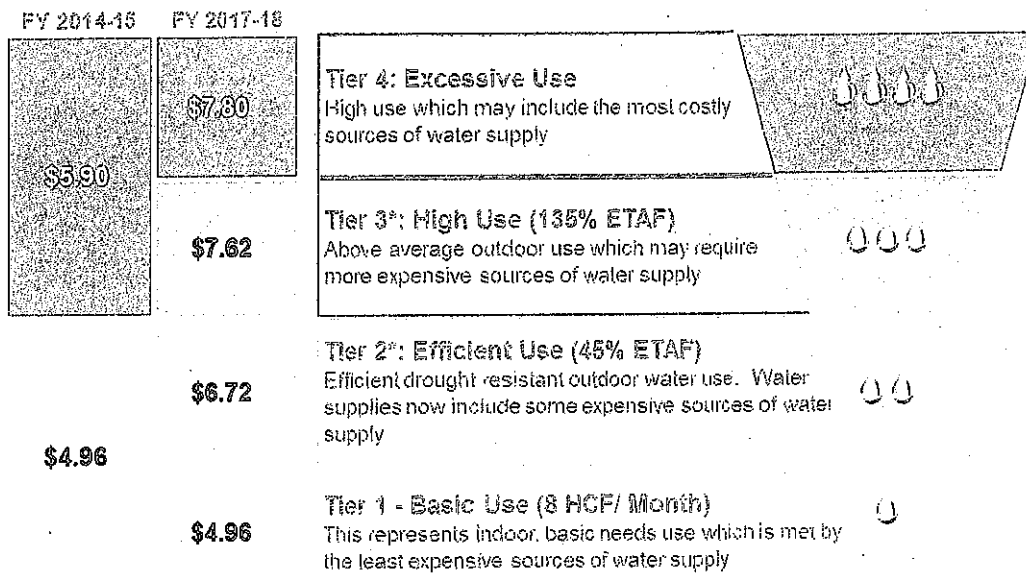 FY 2014-15 FY 2017-18
$7.80
$5.90
Tier 4: Excessive Use
High use which may include the most costly
sources of water supply
$7.62
Tier 3*: High Use (135% ETAF)
Above average outdoor use which may require
more expensive sources of water supply
$6.72
Tier 2*: Efficient Use (45% ETAF)
Efficient drought resistant outdoor water use. Water
supplies now include some expensive sources of water
supply
$4.96
$4.96
Tier 1 - Basic Use (8 HCF/ Month)
This represents indoor, basic needs use which is met by
the least expensive sources of water supply